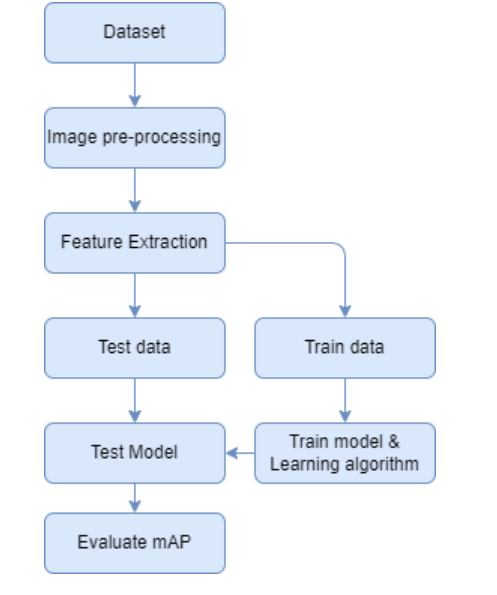 Dataset
Image pre-processing
Feature Extraction
Test data
Train data
Test Model
Train model &
Learning algorithm
Evaluate mAP